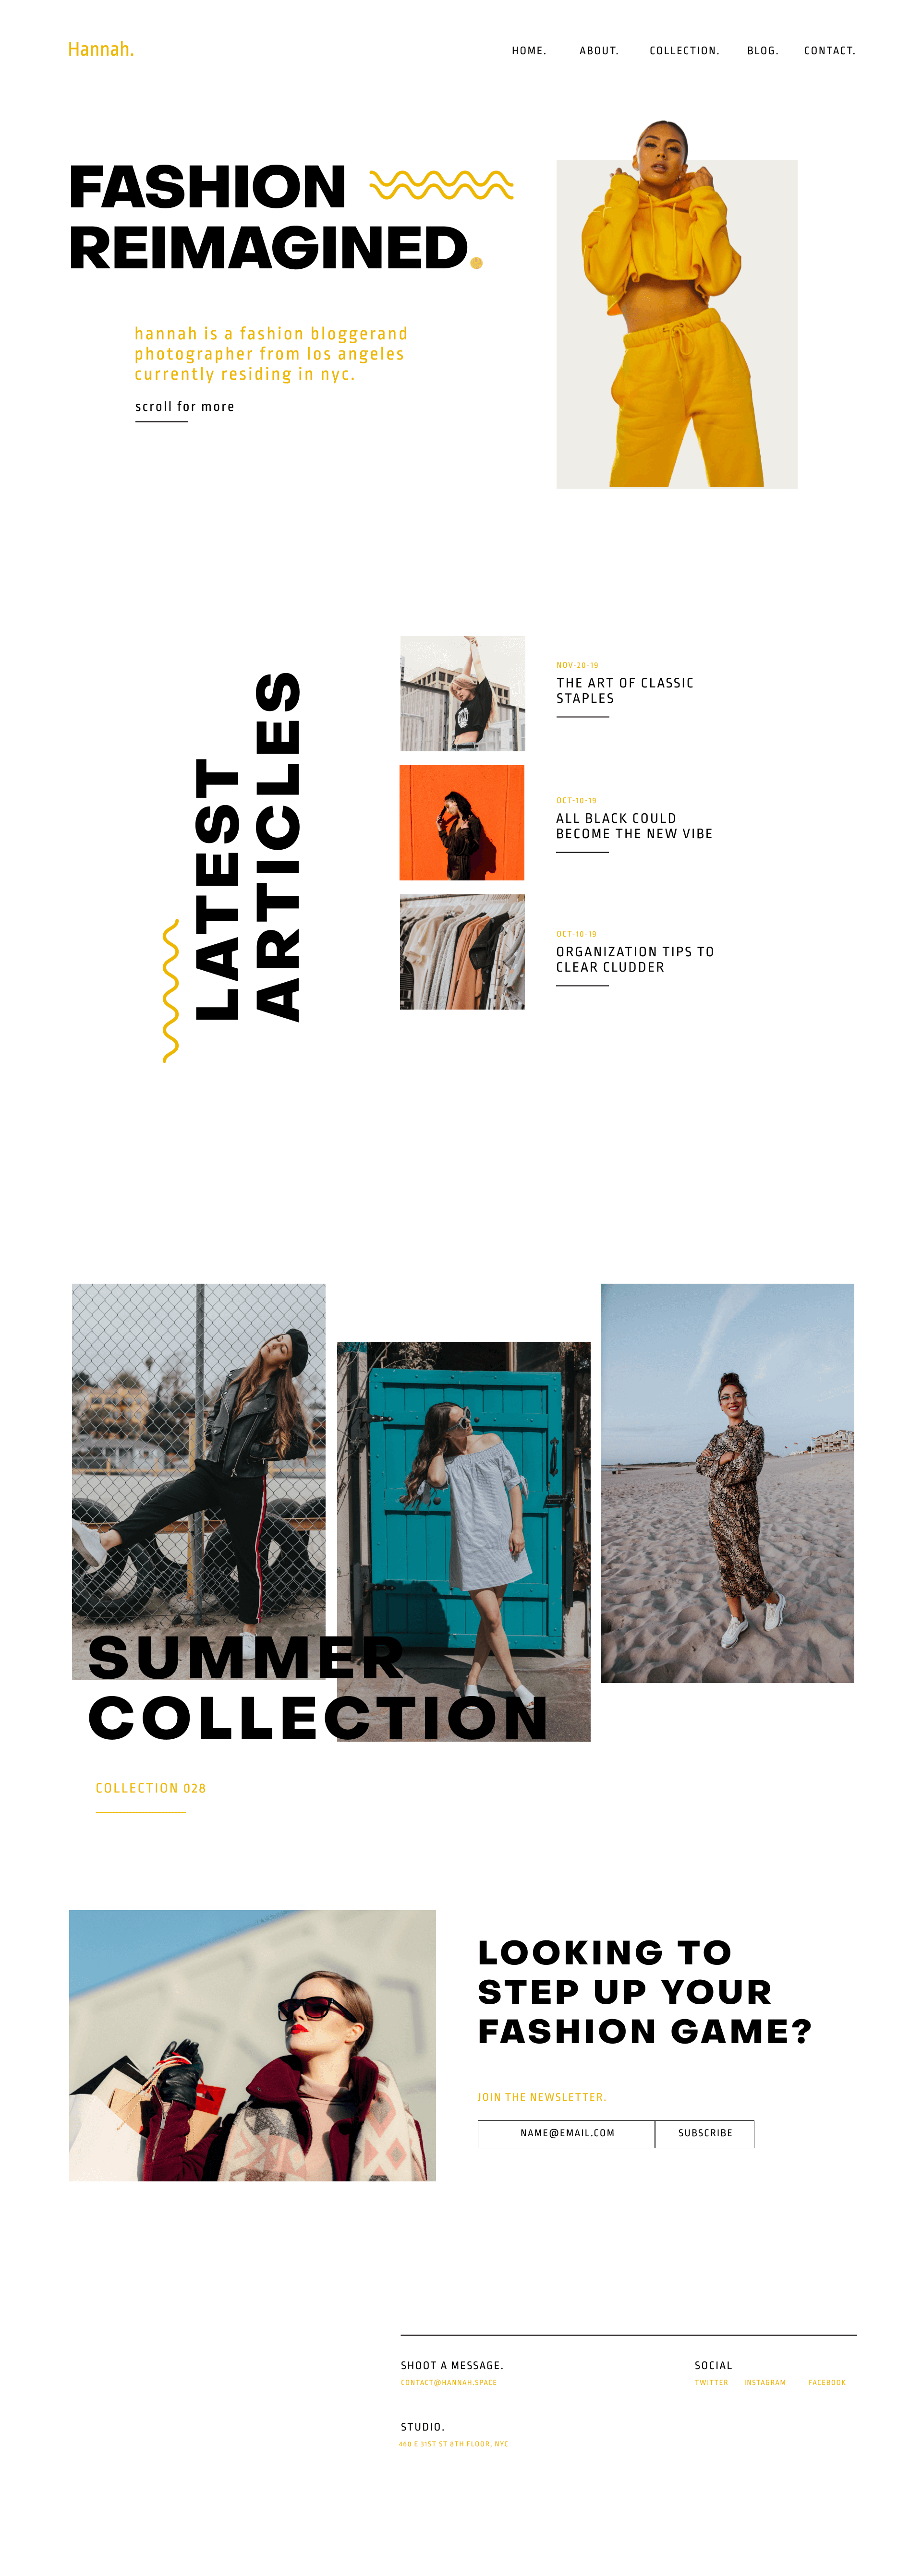 Hannah.
HOME. ABOUT. COLLECTION. BLOG. CONTACT.
FASHION
REIMAGINED.
hannah is a fashion bloggerand
photographer from los angeles
currently residing in nyc.
scroll for more
LATEST
ARTICLES
NOV-20-19
THE ART OF CLASSIC
STAPLES
OCT-10-19
ALL BLACK COULD
BECOME THE NEW VIBE
OCT-10-19
ORGANIZATION TIPS TO
CLEAR CLUDDER
SUMMER
COLLECTION
COLLECTION 028
LOOKING TO
STEP UP YOUR
FASHION GAME?
JOIN THE NEWSLETTER.
NAME@EMAIL.COM SUBSCRIBE
SHOOT A MESSAGE.
CONTACT@HANNAH.SPACE
SOCIAL
TWITTER INSTAGRAM FACEBOOK
STUDIO.
460 E 31ST ST 8TH FLOOR, NYC